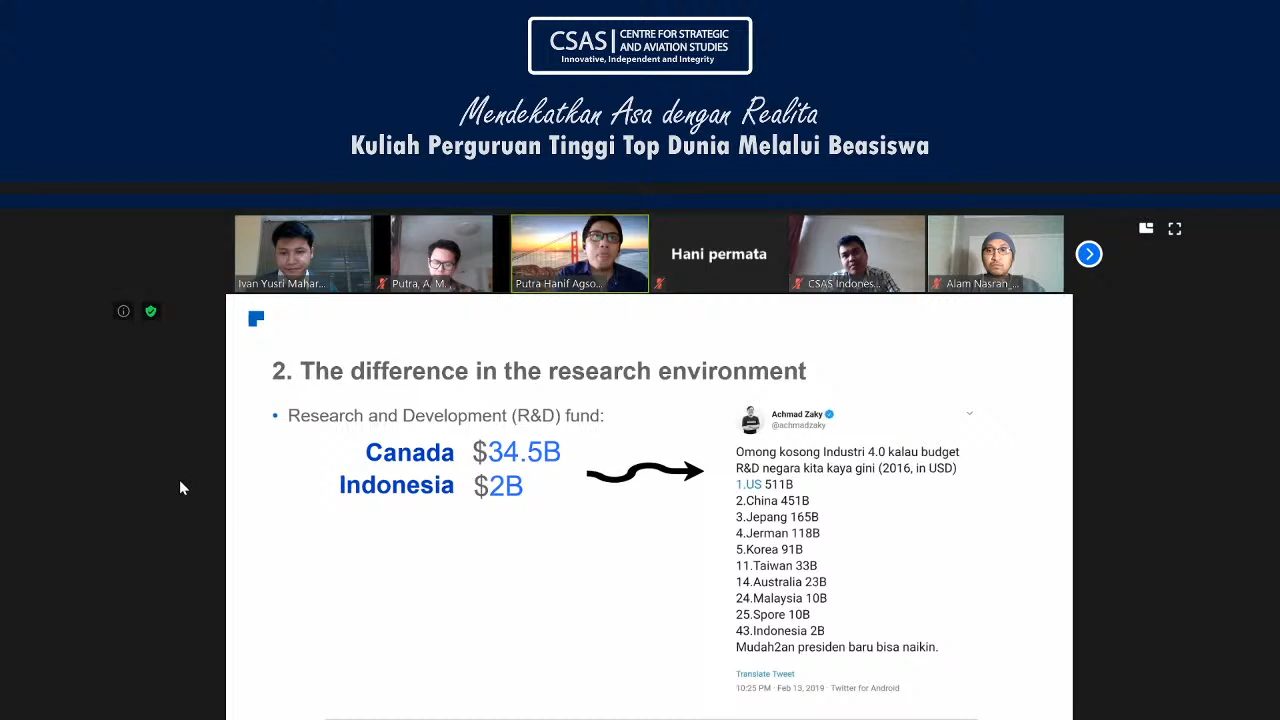 CSAS
CENTRE FOR STRATEGIC
AND AVIATION STUDIES
Innovative, Independent and Integrity
Mendekatkan Asa dengan Realita
Kuliah Perguruan Tinggi Top Dunia Melalui Beasiswa
Ivan Yusri Mahar...
Putra, A. M.
Putra Hanif Agso...
Hani permata
CSAS Indones...
Alam Nasrah_...
2. The difference in the research environment
• Research and Development (R&D) fund:
Canada $34.5B
Indonesia $2B
Achmad Zaky
@achmadzaky
Omong kosong Industri 4.0 kalau budget
R&D negara kita kaya gini (2016, in USD)
1.US 511B
2.China 451B
3.Jepang 165B
4.Jerman 118B
5.Korea 91B
11.Taiwan 33B
14.Australia 23B
24.Malaysia 10B
25.Spore 10B
43.Indonesia 2B
Mudah2an presiden baru bisa naikin.
Translate Tweet
10:25 PM · Feb 13, 2019 · Twitter for Android